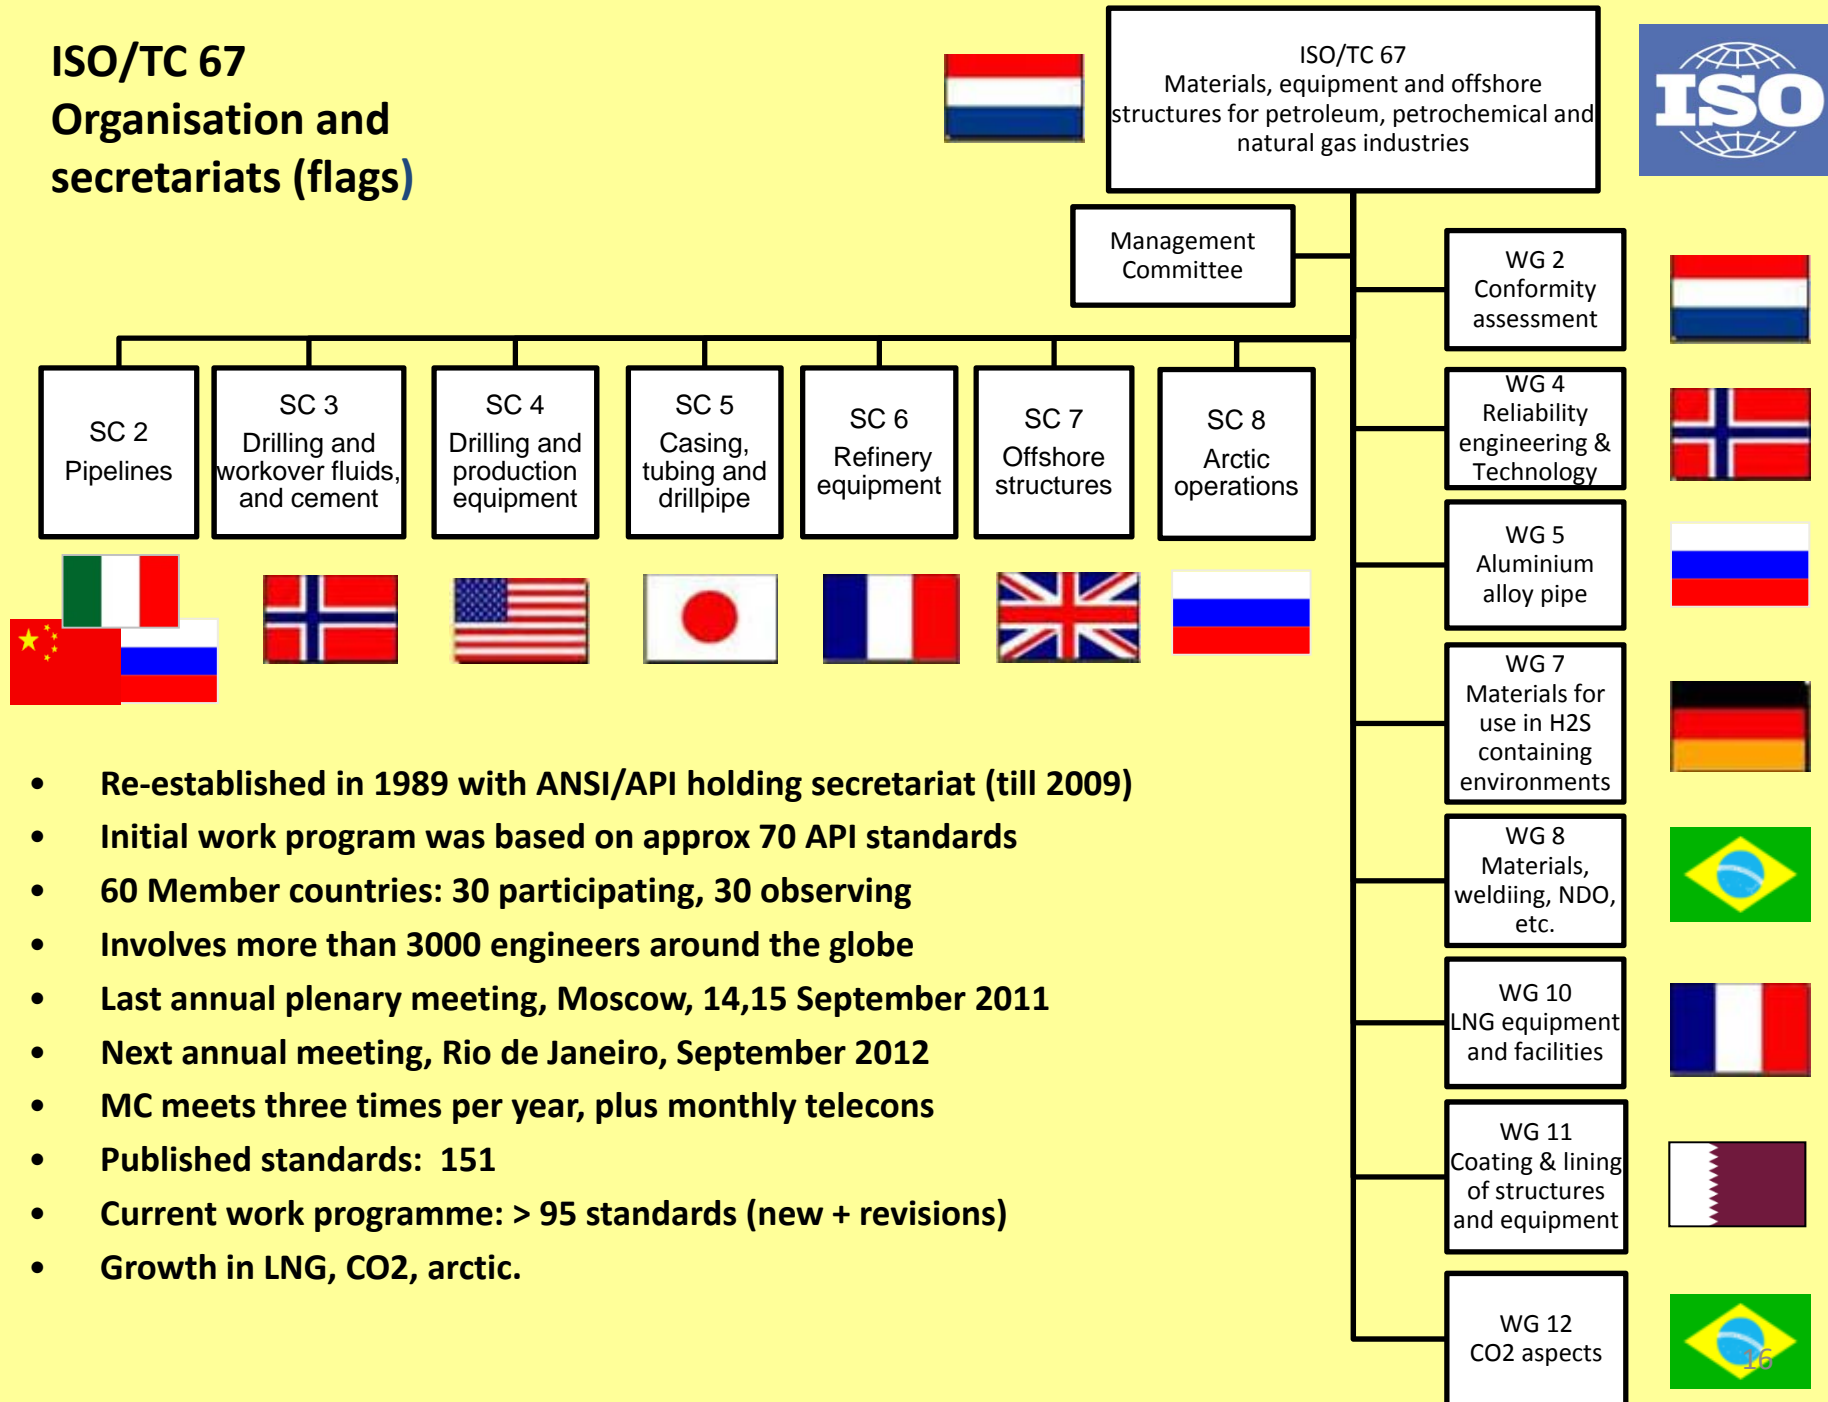 ISO/TC 67
Organisation and
secretariats (flags)
ISO/TC 67
Materials, equipment and offshore
structures for petroleum, petrochemical and
natural gas industries
ISO
Management
Committee
WG 2
Conformity
assessment
WG 4
Reliability
engineering &
Technology
WG 5
Aluminium
alloy pipe
WG 7
Materials for
use in H2S
containing
environments
WG 8
Materials,
weldiing, NDO,
etc.
WG 10
LNG equipment
and facilities
WG 11
Coating & lining
of structures
and equipment
WG 12
CO2 aspects
SC 2
Pipelines
SC 3
Drilling and
workover fluids,
and cement
SC 4
Drilling and
production
equipment
SC 5
Casing,
tubing and
drillpipe
SC 6
Refinery
equipment
SC 7
Offshore
structures
SC 8
Arctic
operations
• Re-established in 1989 with ANSI/API holding secretariat (till 2009)
• Initial work program was based on approx 70 API standards
• 60 Member countries: 30 participating, 30 observing
• Involves more than 3000 engineers around the globe
• Last annual plenary meeting, Moscow, 14,15 September 2011
• Next annual meeting, Rio de Janeiro, September 2012
• MC meets three times per year, plus monthly telecons
• Published standards: 151
• Current work programme: > 95 standards (new + revisions)
• Growth in LNG, CO2, arctic.
16